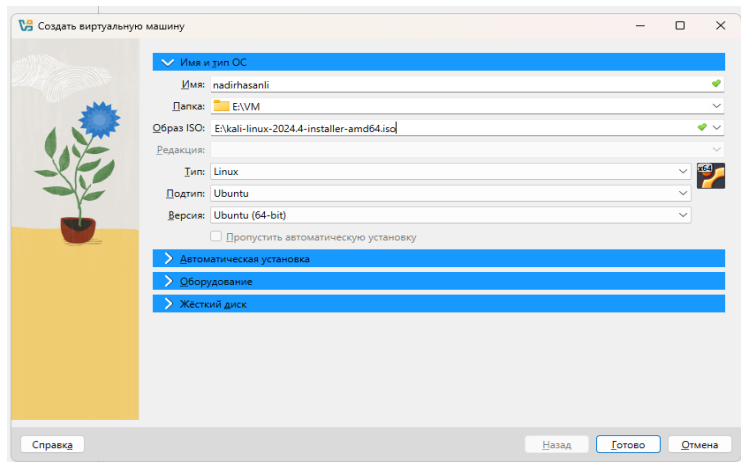 Создать виртуальную машину
Имя и тип ОС
Имя: nadirhasanli
Папка: E:\VM
Образ ISO: E:\kali-linux-2024.4-installer-amd64.iso
Редакция:
Тип: Linux x64
Подтип: Ubuntu
Версия: Ubuntu (64-bit)
Пропустить автоматическую установку
Автоматическая установка
Оборудование
Жёсткий диск
Справка Назад Готово Отмена